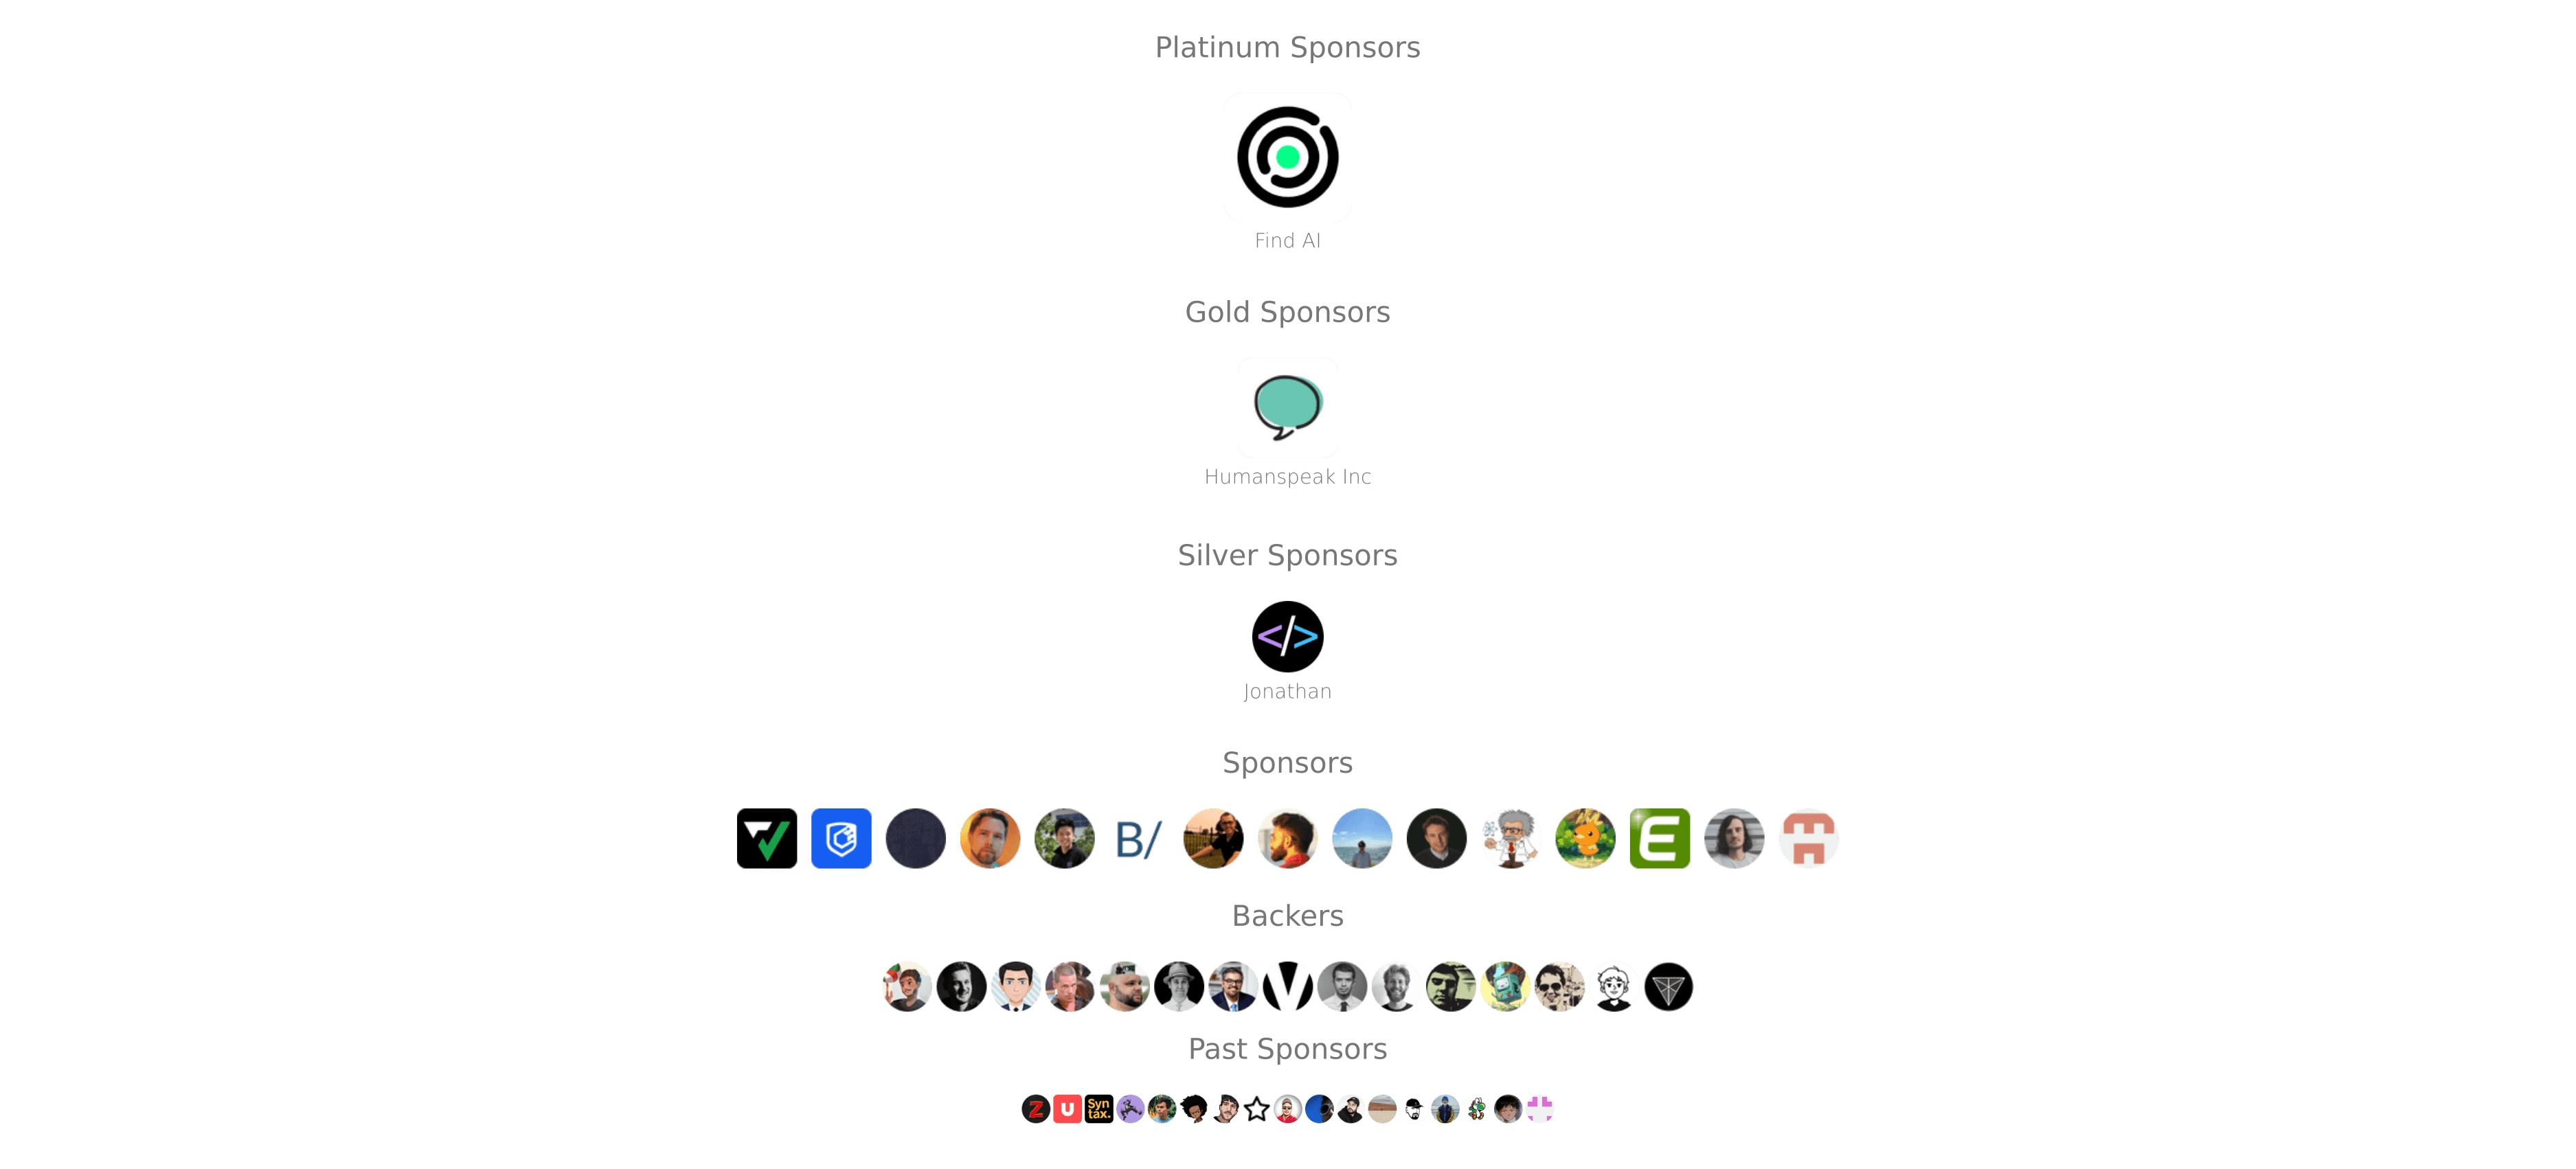 Platinum Sponsors
Find AI
Gold Sponsors
Humanspeak Inc
Silver Sponsors
</>
Jonathan
Sponsors
B/
E
Backers
Past Sponsors
Z
U
Syn
tax.